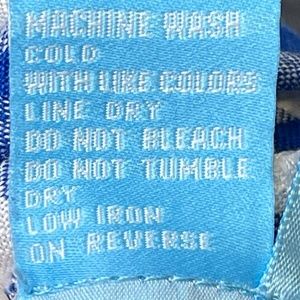 MACHINE WASH
COLD
WITH LIKE COLORS
LINE DRY
DO NOT BLEACH
DO NOT TUMBLE
DRY
LOW IRON
ON REVERSE